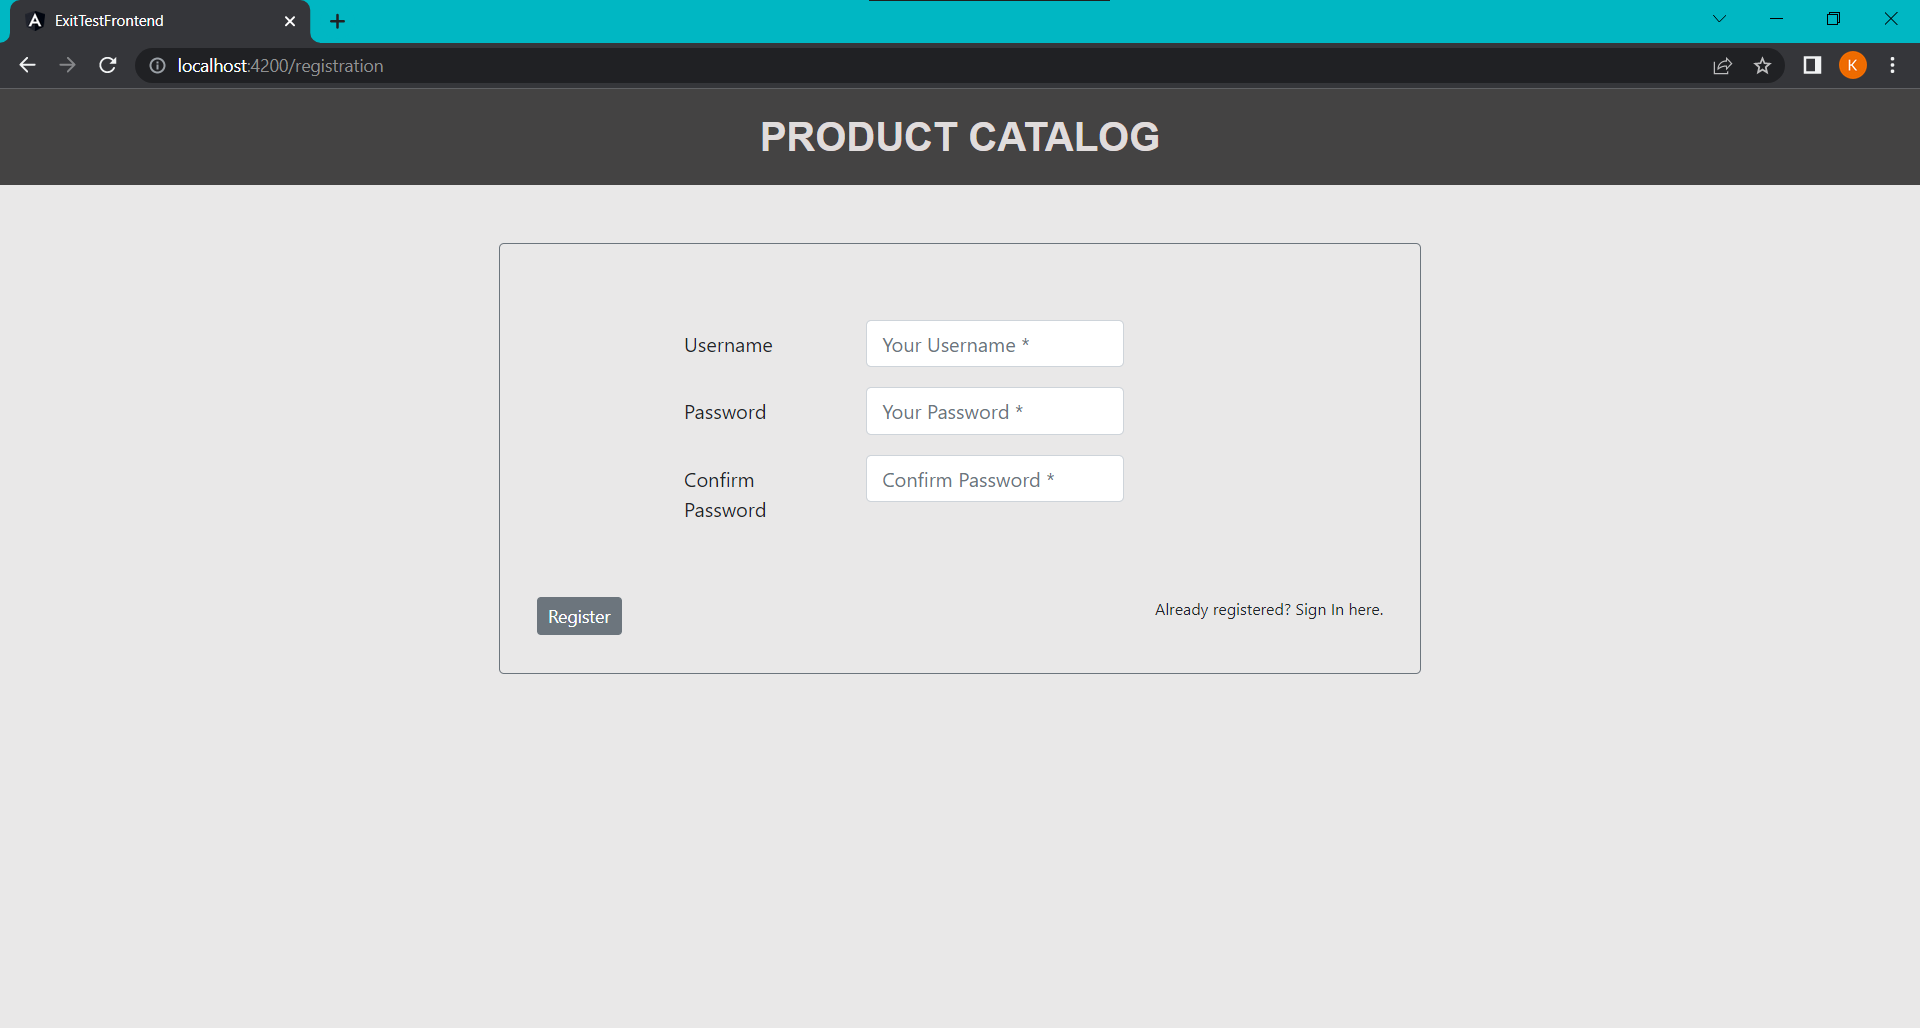 ExitTestFrontend
localhost:4200/registration
K
PRODUCT CATALOG
Username
Your Username *
Password
Your Password *
Confirm
Password
Confirm Password *
Register
Already registered? Sign In here.